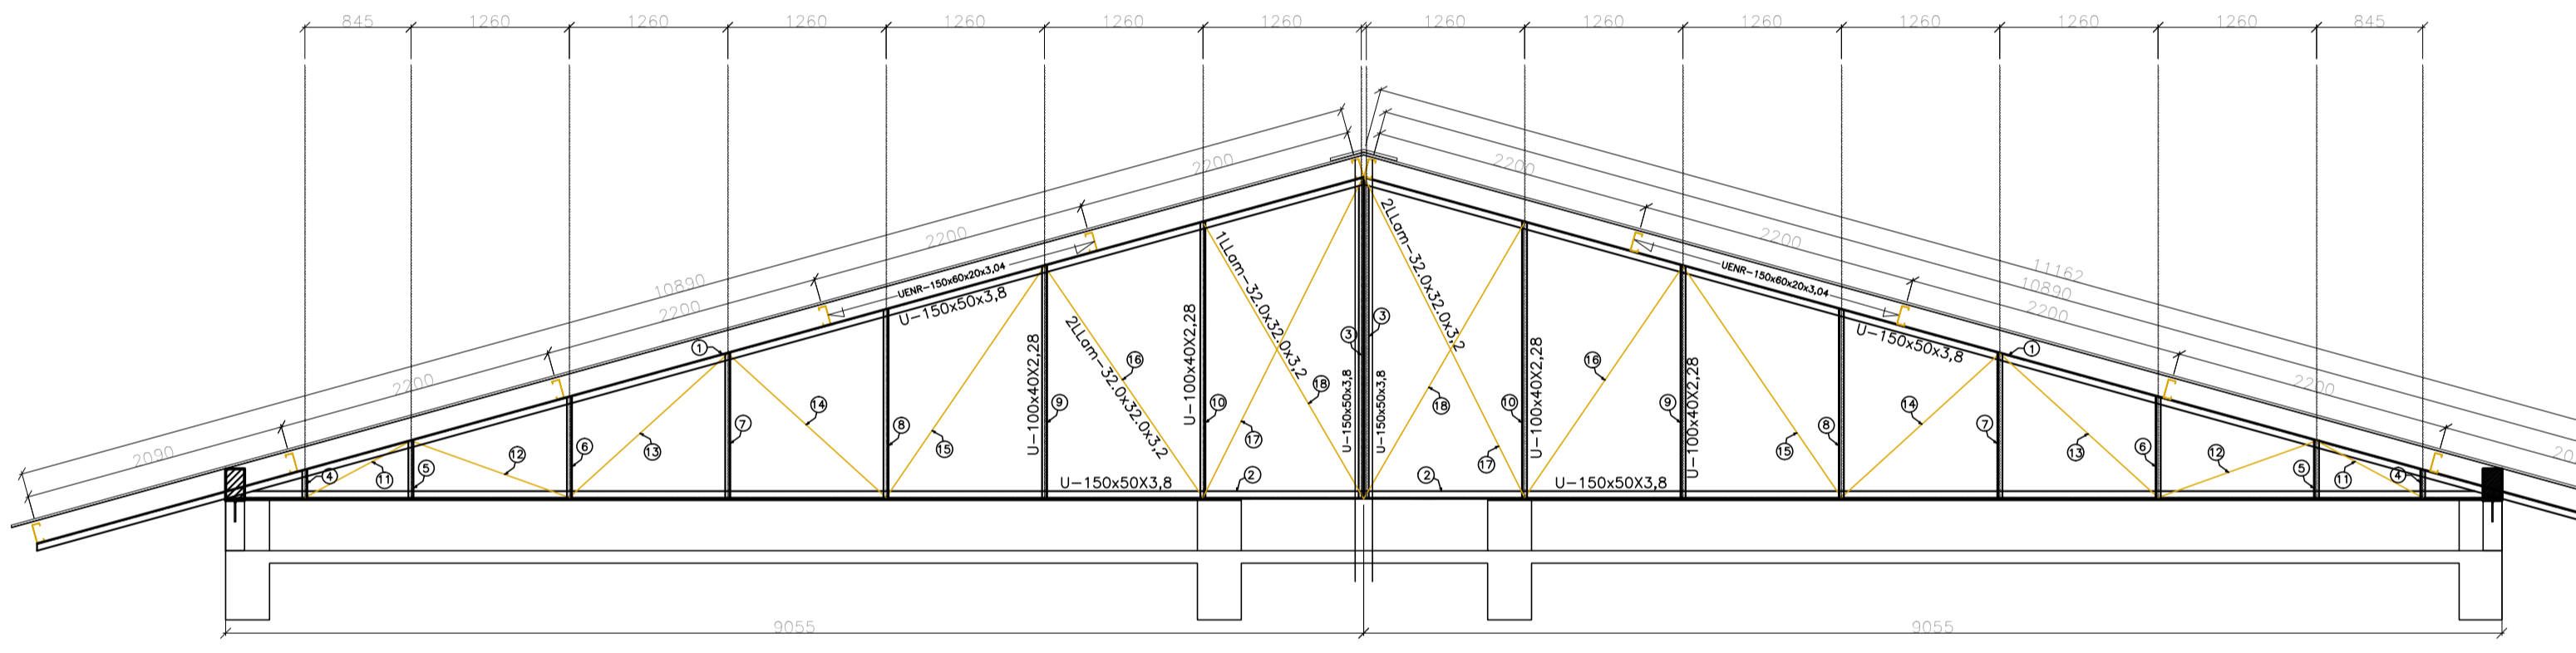 845 1260 1260 1260 1260 1260 1260 1260 1260 1260 1260 1260 1260 845
2200 2200
2200 2200
10890 11162
10890
2200 2200
2200 2200
2090
UENR-150x60x20x3,04
U-150x50x3,8
UENR-150x60x20x3,04
U-150x50x3,8
1LLam-32.0x32.0x3,2
2LLam-32.0x32.0x3,2
2LLam-32.0x32.0x3,2
U-100x40X2,28
U-100x40X2,28
U-150x50x3,8
U-150x50x3,8
U-100x40X2,28
U-100x40X2,28
1 3 3 1
16 18 18 16
4 11 5 12 6 13 7 14 8 15 9 10 17
17 10 9 15 8 14 7 13 6 12 5 11 4
U-150x50X3,8 2 2 U-150x50X3,8
9055 9055